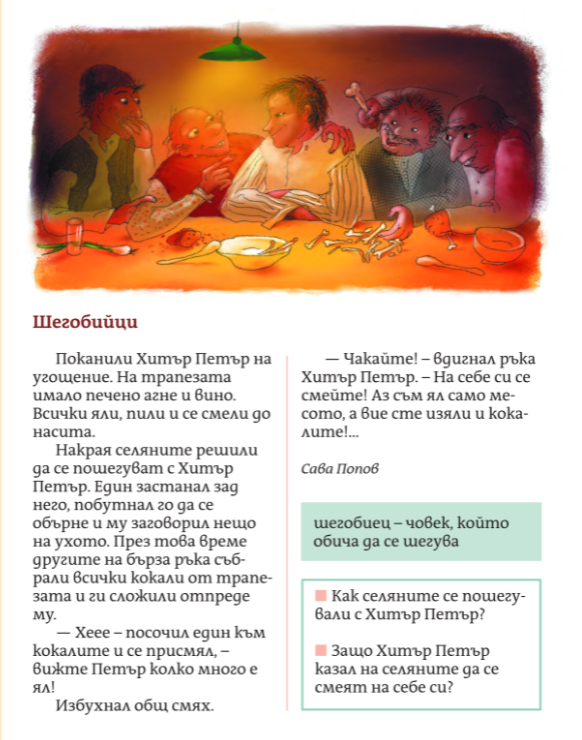 Шегобийци
Поканили Хитър Петър на
угощение. На трапезата
имало печено агне и вино.
Всички яли, пили и се смели до
насита.
Накрая селяните решили
да се пошегуват с Хитър
Петър. Един застанал зад
него, побутнал го да се
обърне и му заговорил нещо
на ухото. През това време
другите на бърза ръка съб-
рали всички кокали от трапе-
зата и ги сложили отпреде
му.
— Хеее – посочил един към
кокалите и се присмял, –
вижте Петър колко много е
ял!
Избухнал общ смях.
— Чакайте! – вдигнал ръка
Хитър Петър. – На себе си се
смейте! Аз съм ял само ме-
сото, а вие сте изяли и кока-
лите!...
Сава Попов
шегобиец – човек, който
обича да се шегува
Как селяните се пошегу-
вали с Хитър Петър?
Защо Хитър Петър
казал на селяните да се
смеят на себе си?